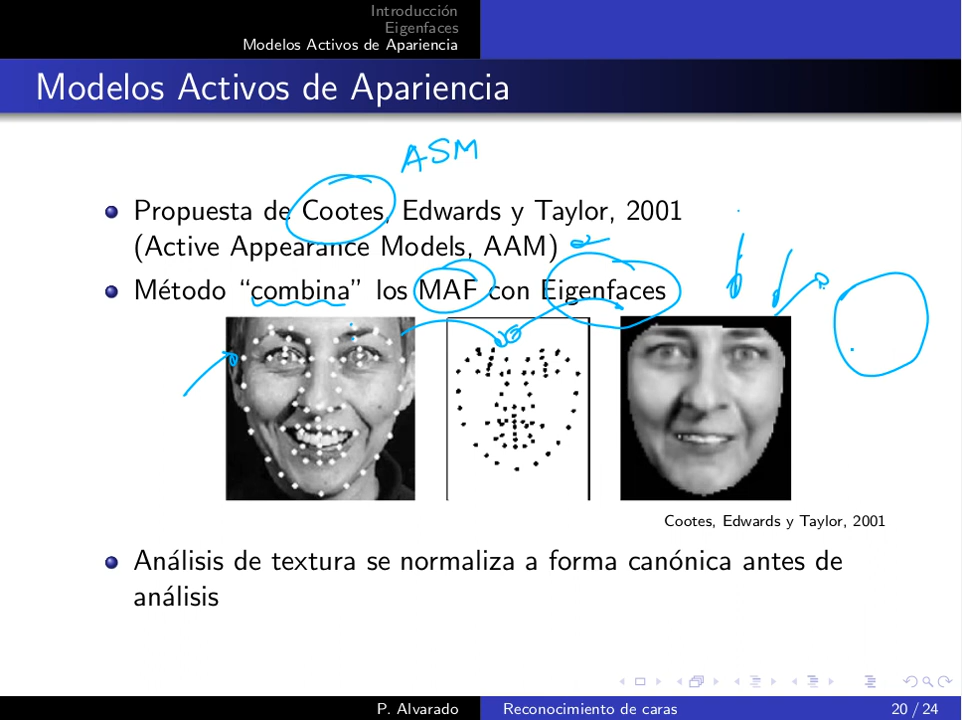 Introducción
Eigenfaces
Modelos Activos de Apariencia
Modelos Activos de Apariencia
ASM
Propuesta de Cootes, Edwards y Taylor, 2001
(Active Appearance Models, AAM)
Método “combina” los MAF con Eigenfaces
Cootes, Edwards y Taylor, 2001
Análisis de textura se normaliza a forma canónica antes de
análisis
P. Alvarado
Reconocimiento de caras
20 / 24